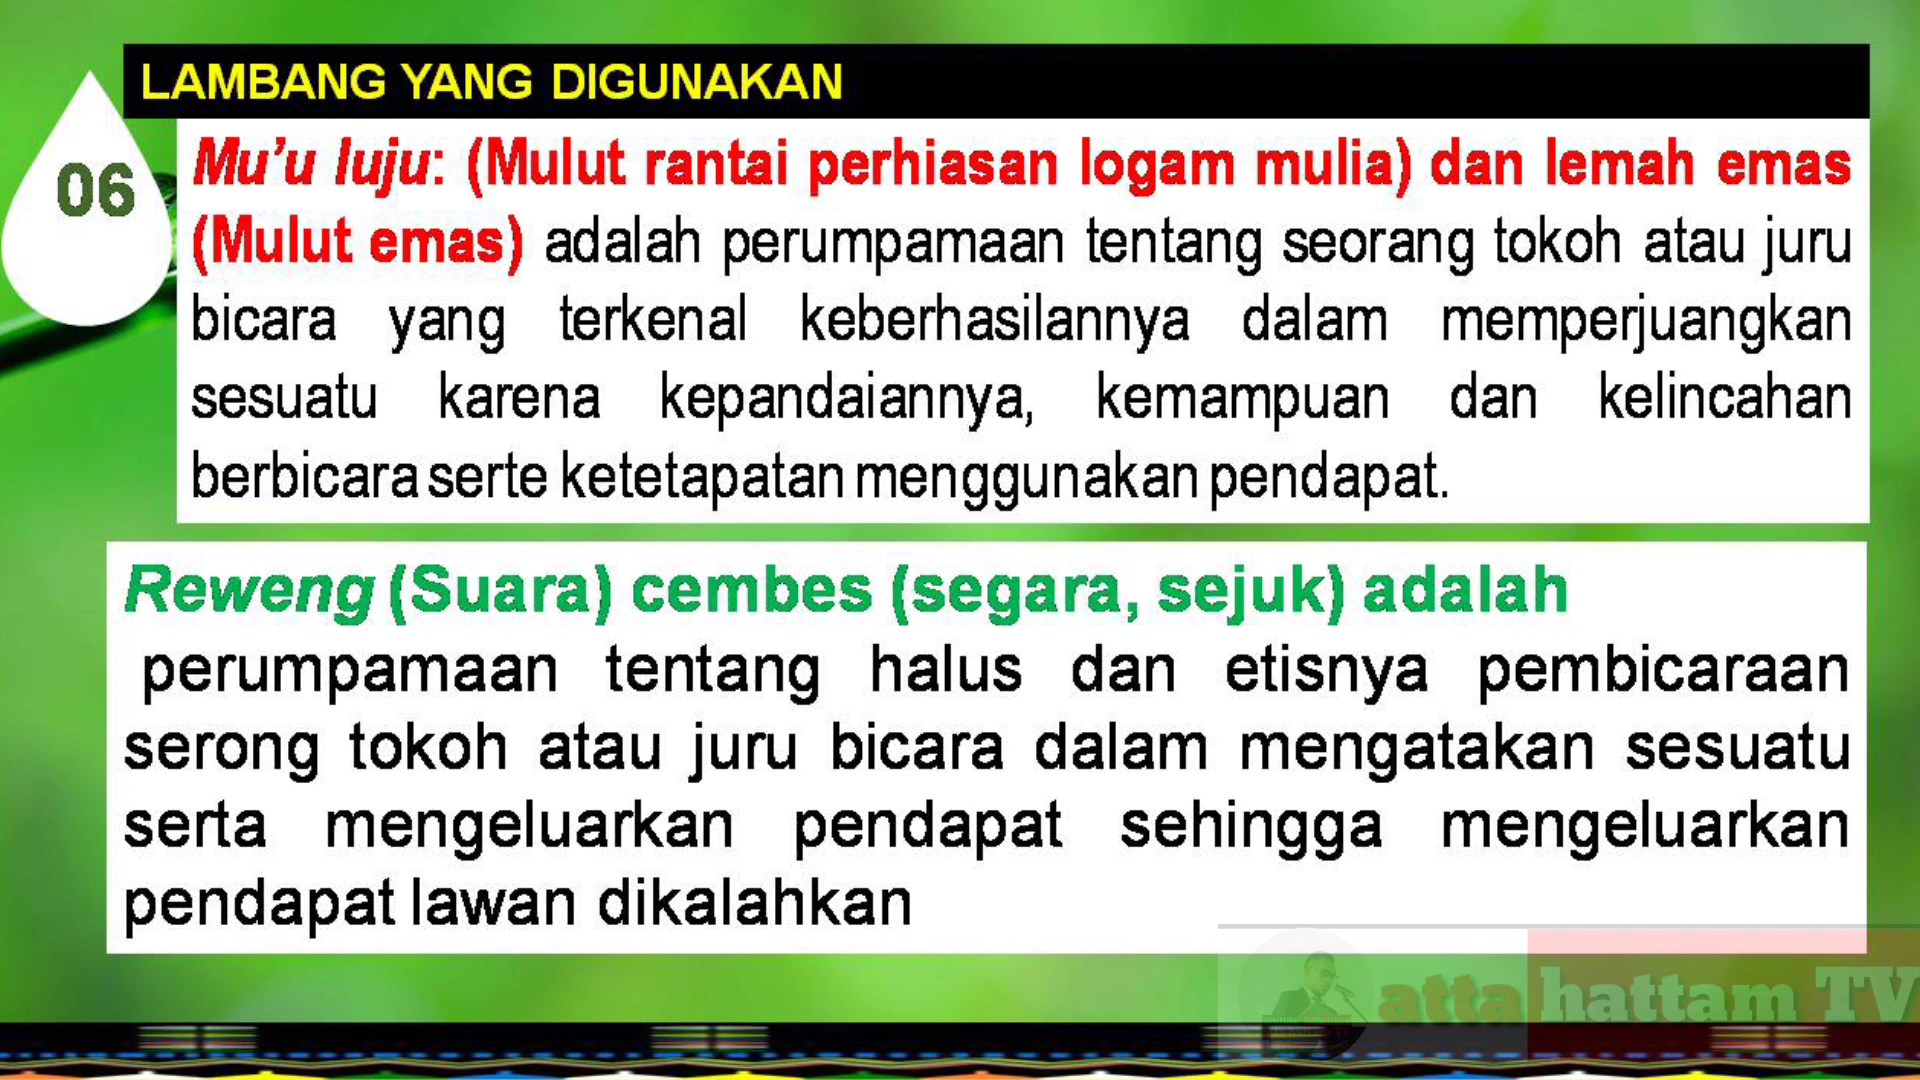 LAMBANG YANG DIGUNAKAN
06
Mu’u luju: (Mulut rantai perhiasan logam mulia) dan lemah emas
(Mulut emas) adalah perumpamaan tentang seorang tokoh atau juru
bicara yang terkenal keberhasilannya dalam memperjuangkan
sesuatu karena kepandaiannya, kemampuan dan kelincahan
berbicara serte ketetapatan menggunakan pendapat.
Reweng (Suara) cembes (segara, sejuk) adalah
perumpamaan tentang halus dan etisnya pembicaraan
serong tokoh atau juru bicara dalam mengatakan sesuatu
serta mengeluarkan pendapat sehingga mengeluarkan
pendapat lawan dikalahkan
atta hattam TV